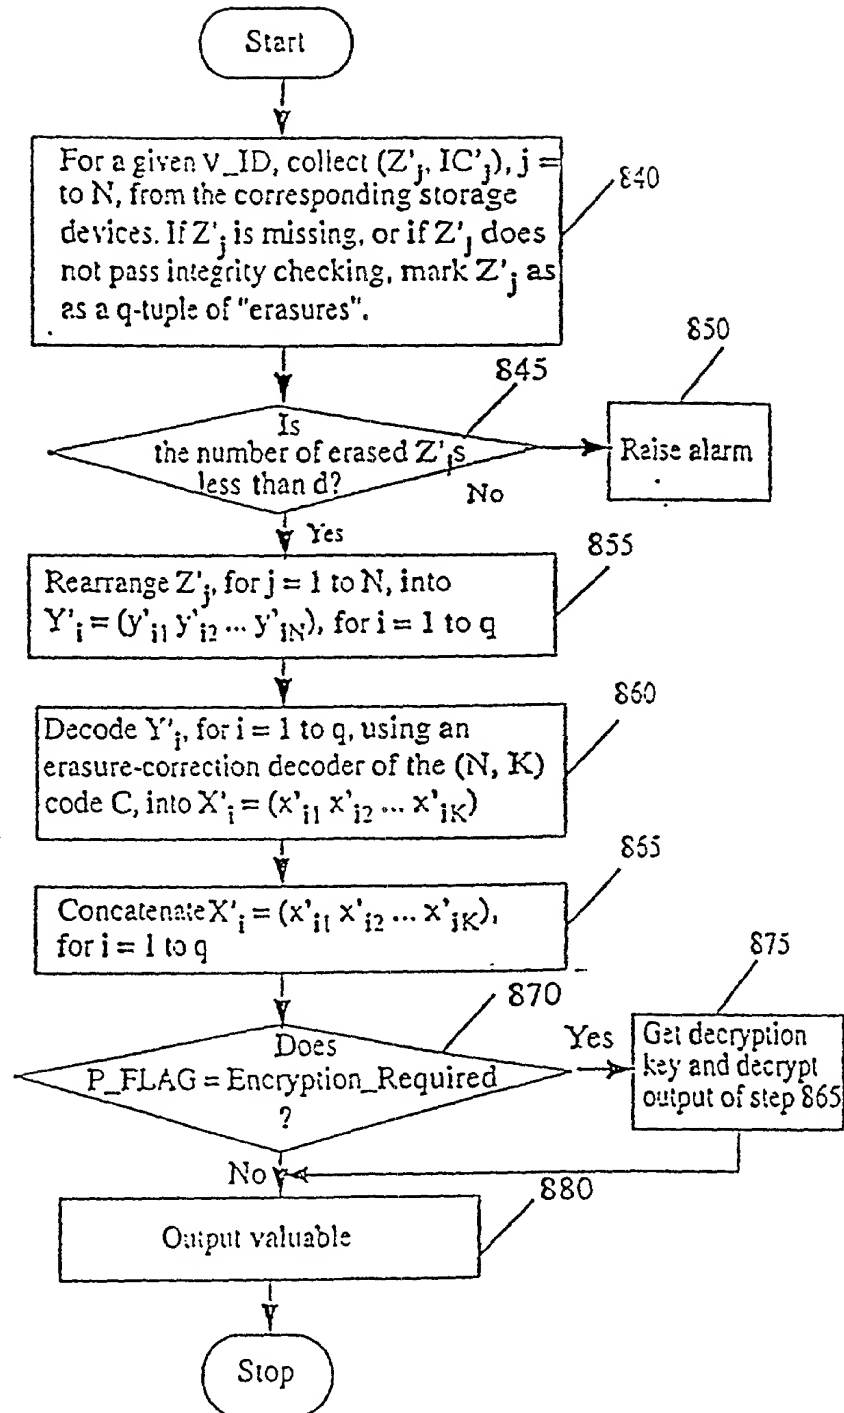 Start
For a given V_ID, collect (Z'j, IC'j), j =
to N, from the corresponding storage
devices. If Z'j is missing, or if Z'j does
not pass integrity checking, mark Z'j as
as a q-tuple of "erasures".
840
845
850
Is
the number of erased Z'js
less than d?
No
Raise alarm
Yes
855
Rearrange Z'j, for j = 1 to N, into
Y'i = (y'i1 y'i2 ... y'iN), for i = 1 to q
860
Decode Y'i, for i = 1 to q, using an
erasure-correction decoder of the (N, K)
code C, into X'i = (x'i1 x'i2 ... x'iK)
865
Concatenate X'i = (x'i1 x'i2 ... x'iK),
for i = 1 to q
870
875
Does
P_FLAG = Encryption_Required
?
Yes
Get decryption
key and decrypt
output of step 865
No
880
Output valuable
Stop